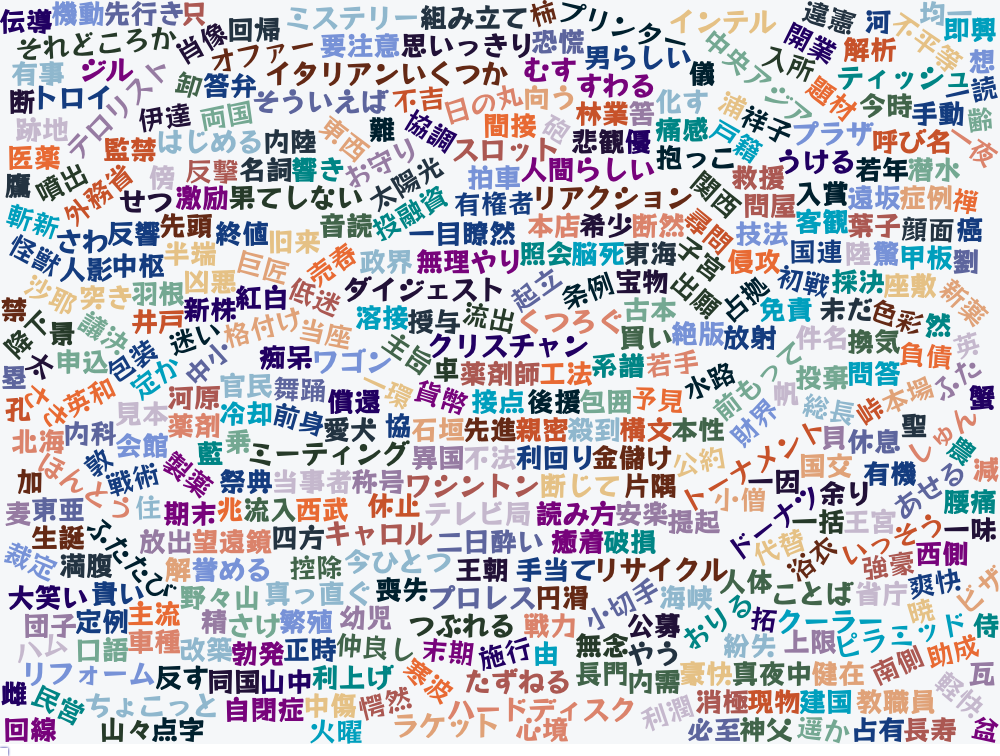 伝導 機動 先行き 只 ミステリー 組み立て 柿 プリンター インテル 違憲 河 不平等 均一 即興
それどころか 肖像 回帰 オファー 要注意 思いっきり 恐慌 男らしい 中央アジア 開業 解析 想
有事 ジル テロリスト 卸 答弁 イタリアン いくつか むす すわる 儀 入所 ティッシュ 一読
断 トロイ 伊達 両国 そういえば 不吉 日の丸 向う 林業 筈 化す 浦 祥子 題材 今時 手動 齢
跡地 監禁 はじめる 内陸 東西 難 協調 間接 砲 悲観 優 痛感 戸籍 プラザ 呼び名 一夜
医薬 噴出 外務省 傍 反撃 名詞 響き お守り 太陽光 スロット 人間らしい 抱っこ 救援 うける 若年 潜水
鷹 せつ 激励 果てしない 拍車 有権者 リアクション 関西 問屋 入賞 遠坂 症例 禅
斬新 さわ 反響 先頭 終値 旧来 音読 投融資 一目瞭然 本店 希少 断然 尋問 技法 客観 葉子 顔面 癌
怪獣 人影 中枢 半端 巨匠 売春 政界 無理やり 照会 脳死 東海 子宮 侵攻 国連 陸 驚 甲板 劉
沙耶 突き 羽根 凶悪 低迷 ダイジェスト 起立 条例 宝物 出願 占拠 初戦 採決 座敷 新薬
禁 降下 景 議決 井戸 新株 紅白 溶接 授与 流出 くつろぐ 古本 免責 未だ 色彩 然
塁 木 申込 包装 迷い 格付け 当座 主旨 クリスチャン 買い 絶版 放射 件名 換気 負債 英
定か 中小 痴呆 ワゴン 卓 薬剤師 工法 系譜 若手 水路 前もって 帆 投棄 問答 ふた
孔 さき 英和 見本 河原 官民 舞踊 償還 一環 貨幣 接点 後援 包囲 予見 財界 総長 峠 本場 蟹
北海 内科 会館 薬剤 冷却 前身 愛犬 協 石垣 先進 親密 殺到 構文 本性 貝 休息 聖 しゅん
ほんと 敦 戦術 製薬 藍 乗 ミーティング 異国 不法 利回り 金儲け 公約 トーナメント 国交 有機 農 減
加 祭典 当事者 称号 ワシントン 断じて 片隅 小僧 一因 余り あせる 腰痛
麦 東亜 住 期末 兆 流入 西武 休止 テレビ局 読み方 安楽 提起 ドーナツ 一括 王宮 いっそう 一味
生誕 ふたたび 放出 望遠鏡 四方 キャロル 二日酔い 癒着 破損 代替 浴衣 強豪 西側
裁定 満腹 解 誉める 控除 今ひとつ 王朝 手当て リサイクル 人体 ことば 省庁 爽快 ビザ
大笑い 貴い 野々山 真っ直ぐ 喪失 プロレス 円滑 小切手 海峡 おりる 拓 暁
団子 定例 主流 精 さけ 繁殖 幼児 つぶれる 戦力 公募 クーラー ピラミッド 侍
ハム 口語 車種 改築 勃発 正時 仲良し 末期 施行 由 無念 やう 紛失 上限 助成
リフォーム 反す 同国 山中 利上げ 寒波 たずねる 長門 内需 豪快 真夜中 健在 南側 瓦
雌 民営 ちょこっと 自閉症 中傷 愕然 ハードディスク 利潤 消極 現物 建国 教職員 軽快
回線 山々 点字 火曜 ラケット 心境 必至 神父 遥か 占有 長寿 盆